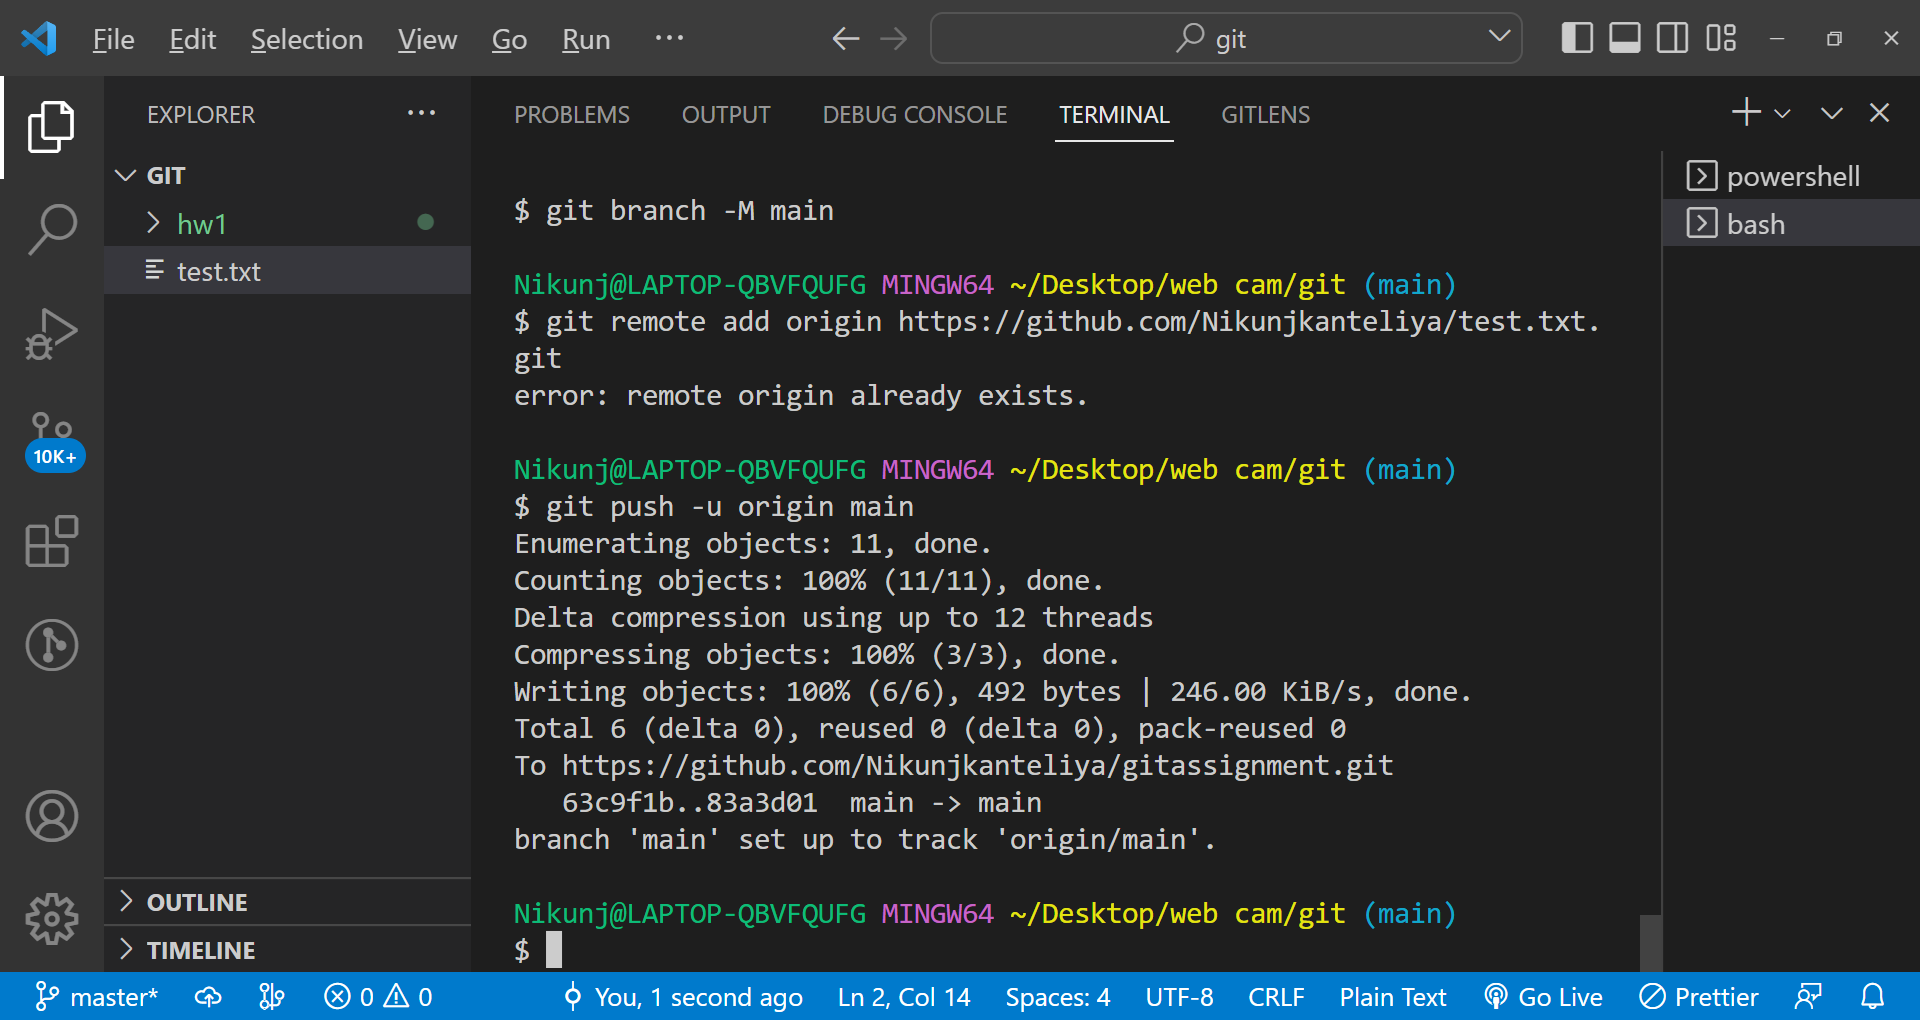 File Edit Selection View Go Run ...
git
EXPLORER ...
GIT
hw1
test.txt
10K+
OUTLINE
TIMELINE
PROBLEMS OUTPUT DEBUG CONSOLE TERMINAL GITLENS
$ git branch -M main
Nikunj@LAPTOP-QBVFQUFG MINGW64 ~/Desktop/web cam/git (main)
$ git remote add origin https://github.com/Nikunjkanteliya/test.txt.
git
error: remote origin already exists.
Nikunj@LAPTOP-QBVFQUFG MINGW64 ~/Desktop/web cam/git (main)
$ git push -u origin main
Enumerating objects: 11, done.
Counting objects: 100% (11/11), done.
Delta compression using up to 12 threads
Compressing objects: 100% (3/3), done.
Writing objects: 100% (6/6), 492 bytes | 246.00 KiB/s, done.
Total 6 (delta 0), reused 0 (delta 0), pack-reused 0
To https://github.com/Nikunjkanteliya/gitassignment.git
   63c9f1b..83a3d01  main -> main
branch 'main' set up to track 'origin/main'.
Nikunj@LAPTOP-QBVFQUFG MINGW64 ~/Desktop/web cam/git (main)
$
powershell
bash
master* 0 0 You, 1 second ago Ln 2, Col 14 Spaces: 4 UTF-8 CRLF Plain Text Go Live Prettier